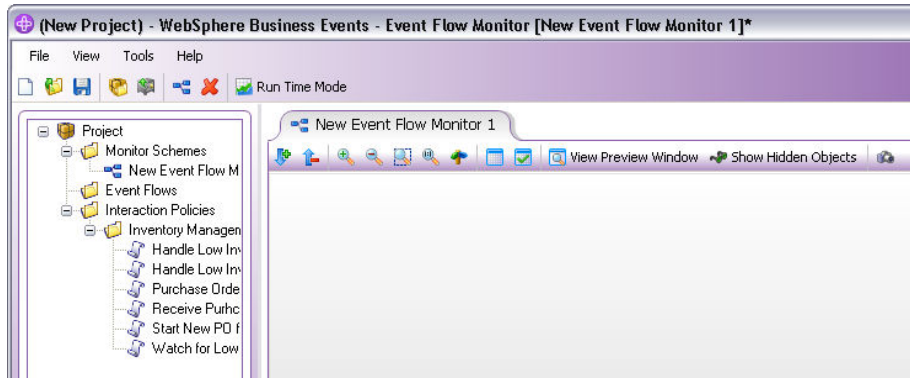 (New Project) - WebSphere Business Events - Event Flow Monitor [New Event Flow Monitor 1]*
File View Tools Help
Run Time Mode
New Event Flow Monitor 1
View Preview Window Show Hidden Objects
Project
Monitor Schemes
New Event Flow M
Event Flows
Interaction Policies
Inventory Managen
Handle Low Inv
Handle Low Inv
Purchase Orde
Receive Purhc
Start New PO f
Watch for Low